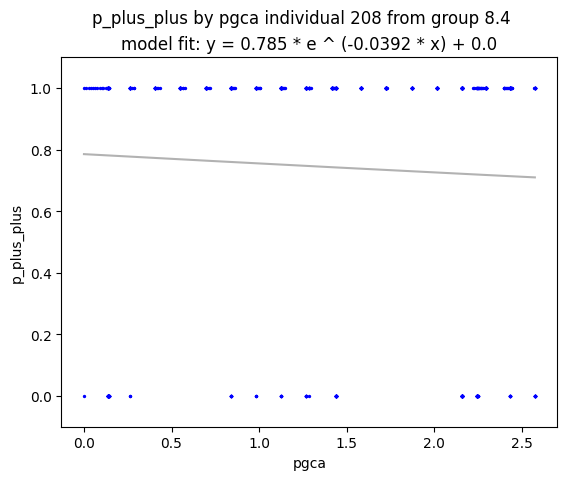 p_plus_plus by pgca individual 208 from group 8.4
model fit: y = 0.785 * e ^ (-0.0392 * x) + 0.0
1.0
0.8
0.6
0.4
0.2
0.0
p_plus_plus
0.0 0.5 1.0 1.5 2.0 2.5
pgca